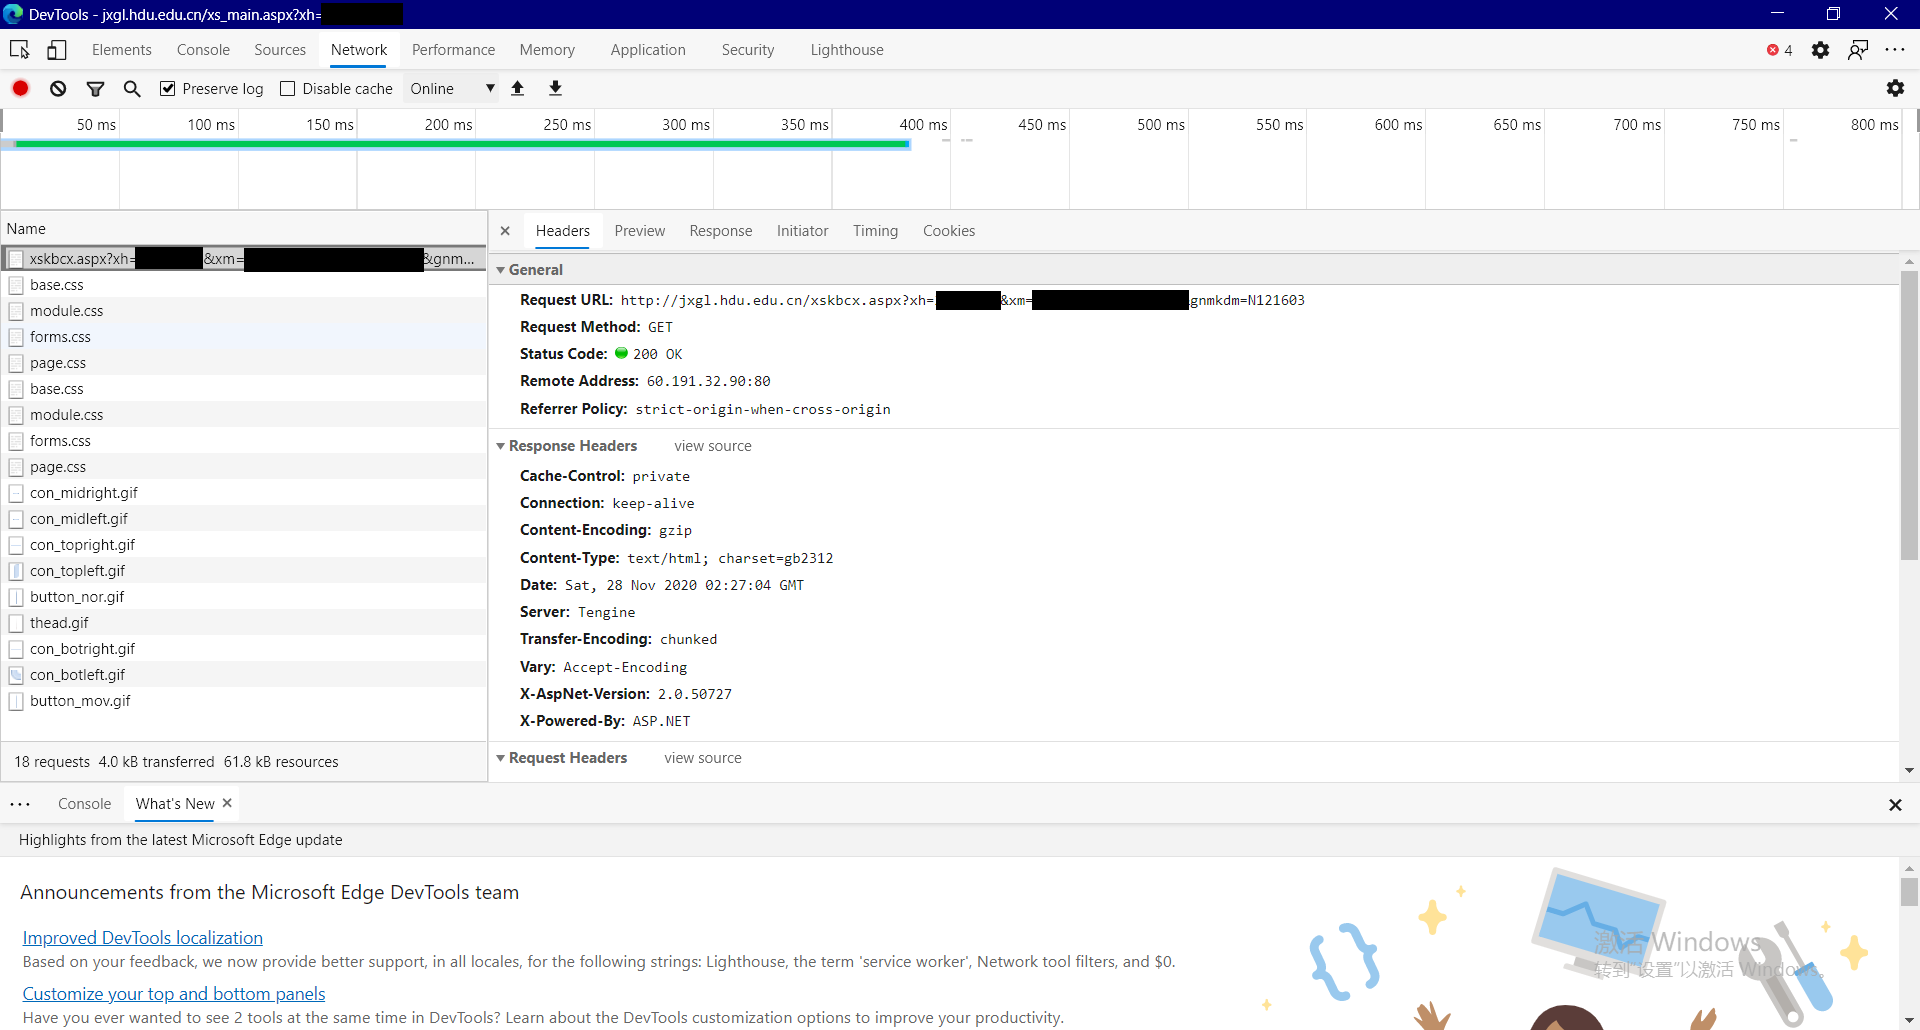 DevTools - jxgl.hdu.edu.cn/xs_main.aspx?xh=
Elements Console Sources Network Performance Memory Application Security Lighthouse 4
Preserve log Disable cache Online
50 ms 100 ms 150 ms 200 ms 250 ms 300 ms 350 ms 400 ms 450 ms 500 ms 550 ms 600 ms 650 ms 700 ms 750 ms 800 ms
Name
xskbcx.aspx?xh= &xm= &gnm...
base.css
module.css
forms.css
page.css
base.css
module.css
forms.css
page.css
con_midright.gif
con_midleft.gif
con_topright.gif
con_topleft.gif
button_nor.gif
thead.gif
con_botright.gif
con_botleft.gif
button_mov.gif
18 requests 4.0 kB transferred 61.8 kB resources
Headers Preview Response Initiator Timing Cookies
General
Request URL: http://jxgl.hdu.edu.cn/xskbcx.aspx?xh= &xm= gnmkdm=N121603
Request Method: GET
Status Code: 200 OK
Remote Address: 60.191.32.90:80
Referrer Policy: strict-origin-when-cross-origin
Response Headers view source
Cache-Control: private
Connection: keep-alive
Content-Encoding: gzip
Content-Type: text/html; charset=gb2312
Date: Sat, 28 Nov 2020 02:27:04 GMT
Server: Tengine
Transfer-Encoding: chunked
Vary: Accept-Encoding
X-AspNet-Version: 2.0.50727
X-Powered-By: ASP.NET
Request Headers view source
Console What's New
Highlights from the latest Microsoft Edge update
Announcements from the Microsoft Edge DevTools team
Improved DevTools localization
Based on your feedback, we now provide better support, in all locales, for the following strings: Lighthouse, the term 'service worker', Network tool filters, and $0.
Customize your top and bottom panels
Have you ever wanted to see 2 tools at the same time in DevTools? Learn about the DevTools customization options to improve your productivity.
激活 Windows
转到"设置"以激活 Windows。